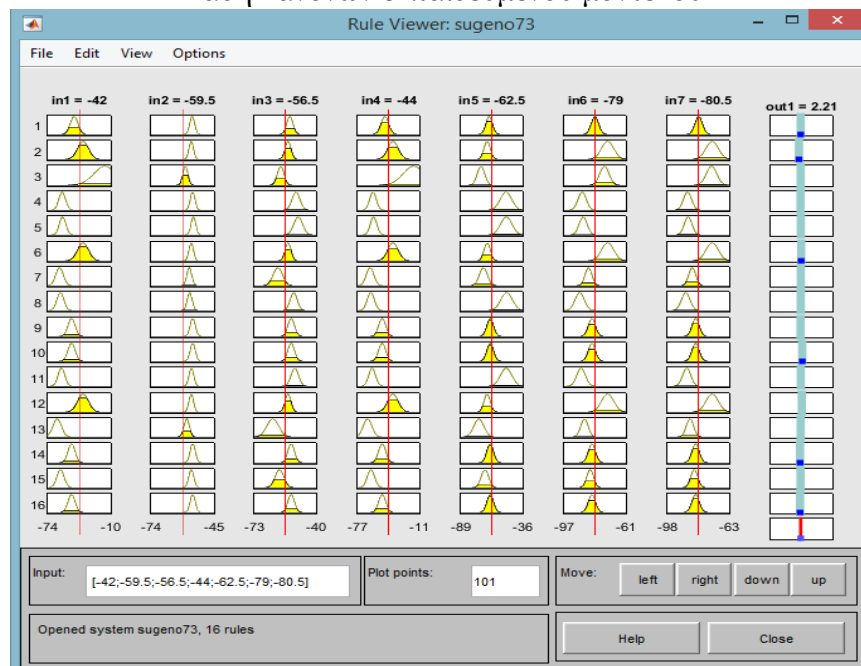 Rule Viewer: sugeno73
File Edit View Options
in1 = -42 in2 = -59.5 in3 = -56.5 in4 = -44 in5 = -62.5 in6 = -79 in7 = -80.5 out1 = 2.21
1
2
3
4
5
6
7
8
9
10
11
12
13
14
15
16
-74 -10 -74 -45 -73 -40 -77 -11 -89 -36 -97 -61 -98 -63
Input: [-42;-59.5;-56.5;-44;-62.5;-79;-80.5] Plot points: 101 Move: left right down up
Opened system sugeno73, 16 rules Help Close